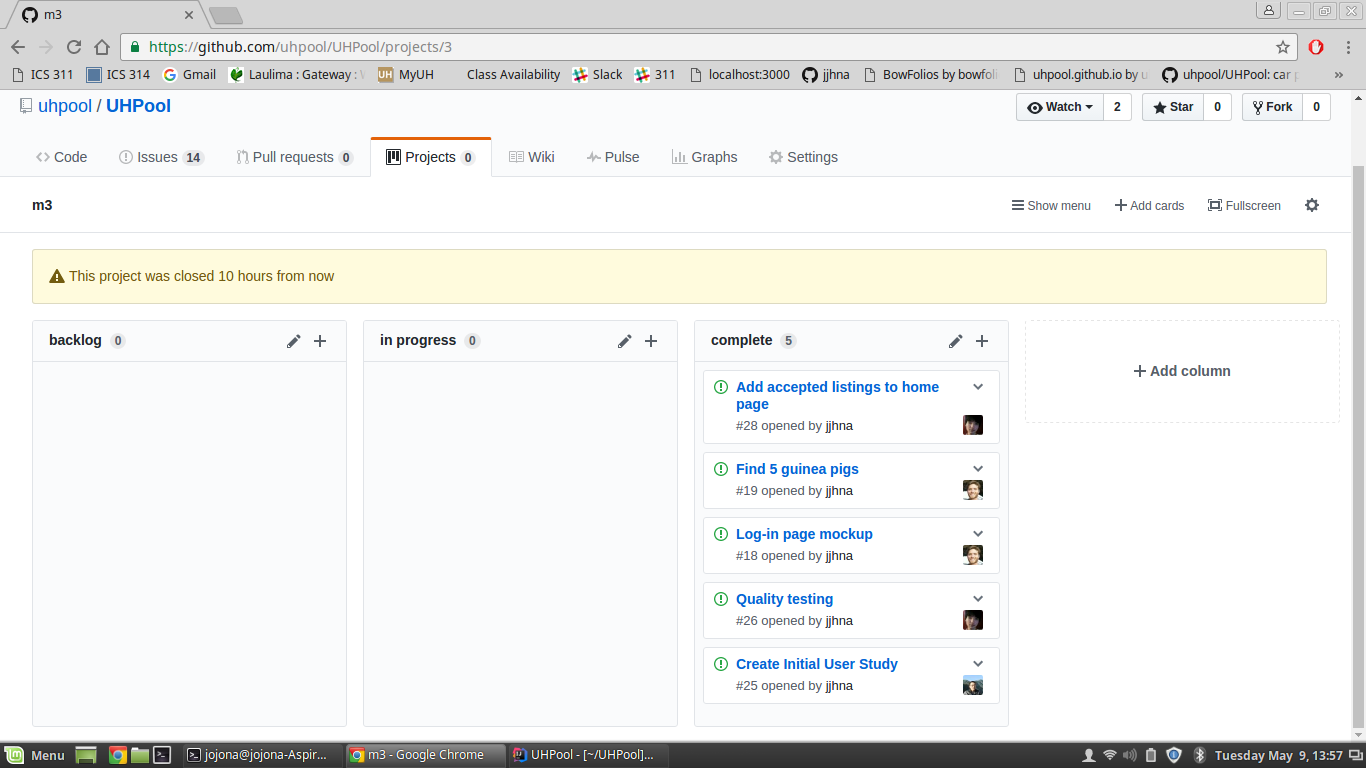 m3
https://github.com/uhpool/UHPool/projects/3
ICS 311 ICS 314 Gmail Laulima : Gateway : MyUH Class Availability Slack 311 localhost:3000 jjhna BowFolios by bowfoli uhpool.github.io by u uhpool/UHPool: car p »
uhpool / UHPool Watch 2 Star 0 Fork 0
Code Issues 14 Pull requests 0 Projects 0 Wiki Pulse Graphs Settings
m3 Show menu Add cards Fullscreen
This project was closed 10 hours from now
backlog 0 in progress 0 complete 5
Add column
Add accepted listings to home
page
#28 opened by jjhna
Find 5 guinea pigs
#19 opened by jjhna
Log-in page mockup
#18 opened by jjhna
Quality testing
#26 opened by jjhna
Create Initial User Study
#25 opened by jjhna
Menu jojona@jojona-Aspir... m3 - Google Chrome UHPool - [~/UHPool]... Tuesday May 9, 13:57